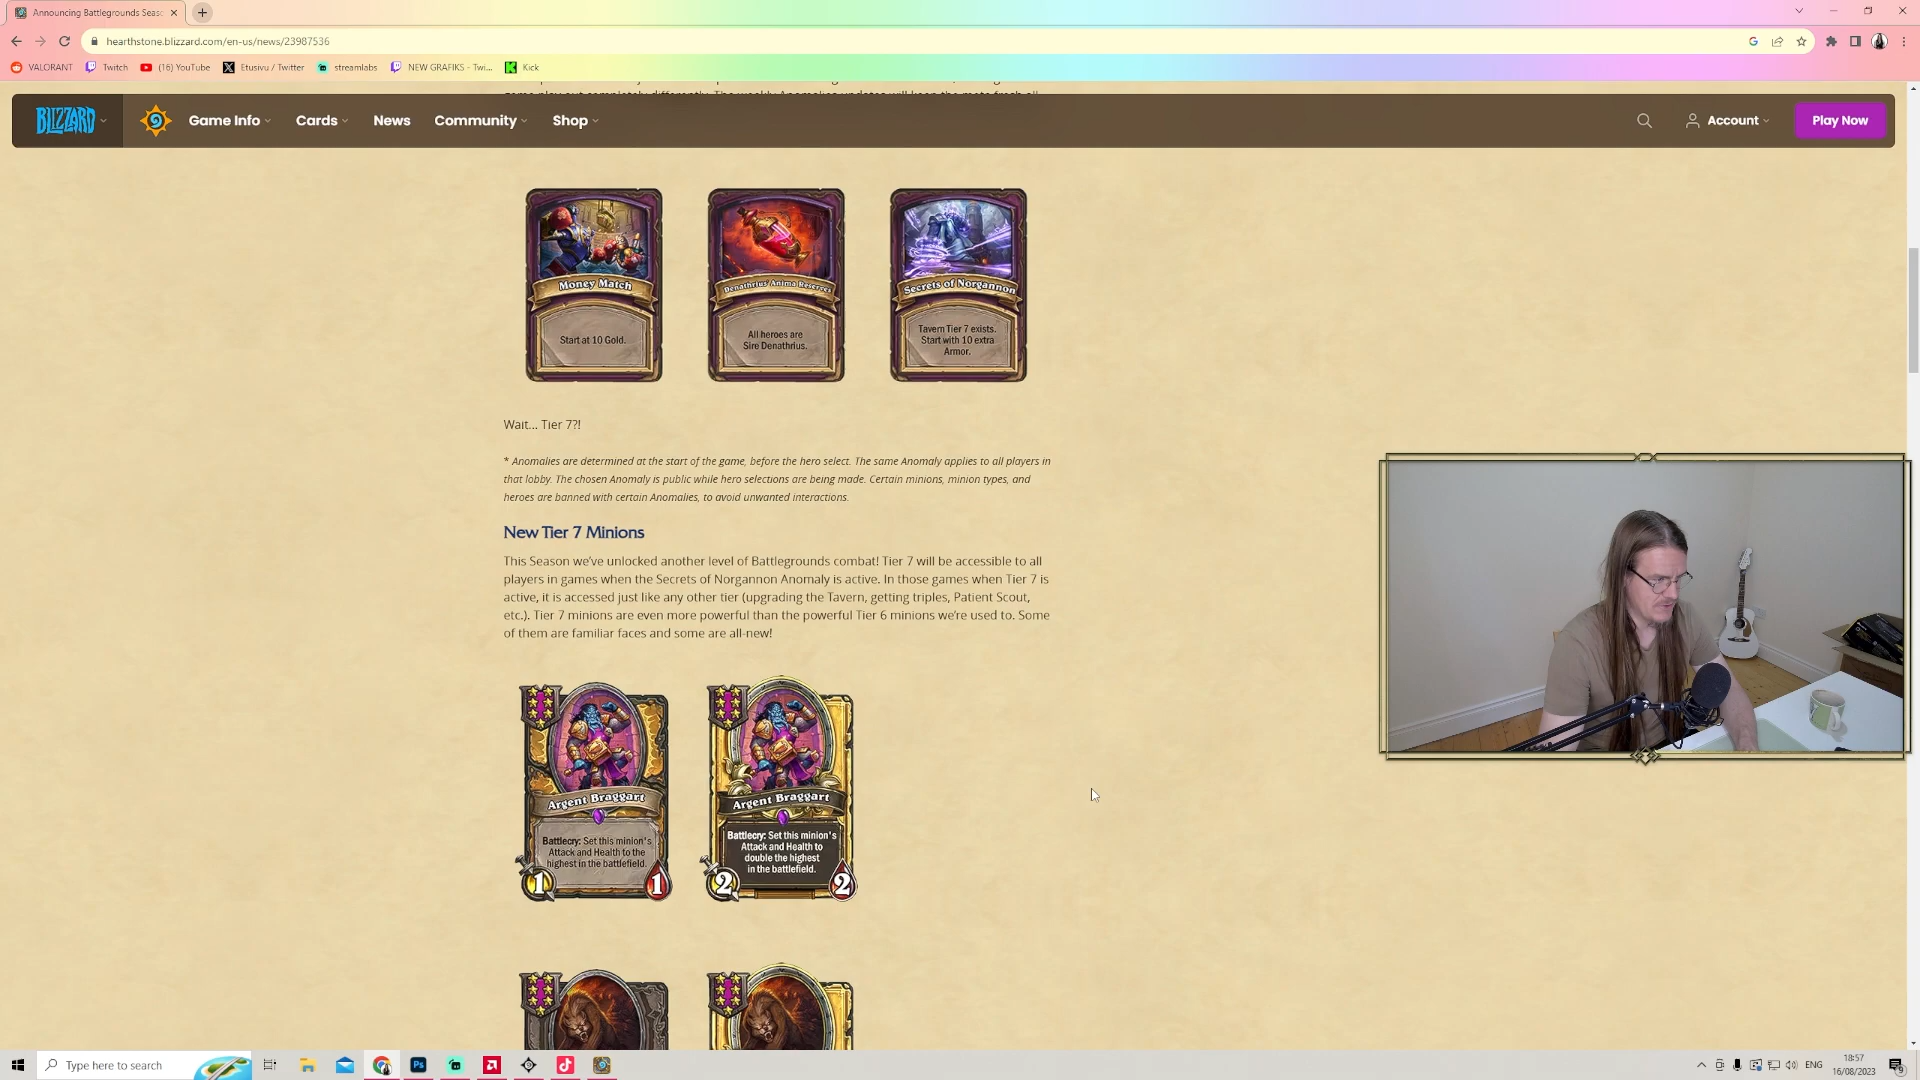 Announcing Battlegrounds Seas
hearthstone.blizzard.com/en-us/news/23987536
VALORANT
Twitch
(16) YouTube
Etusivu / Twitter
streamlabs
NEW GRAFIKS - Twi...
Kick
BLIZZARD
Game Info
Cards
News
Community
Shop
Account
Play Now
Money Match
Start at 10 Gold.
Denathrius' Anima Reserves
All heroes are
Sire Denathrius.
Secrets of Norgannon
Tavern Tier 7 exists.
Start with 10 extra
Armor.
Wait... Tier 7?!
* Anomalies are determined at the start of the game, before the hero select. The same Anomaly applies to all players in
that lobby. The chosen Anomaly is public while hero selections are being made. Certain minions, minion types, and
heroes are banned with certain Anomalies, to avoid unwanted interactions.
New Tier 7 Minions
This Season we've unlocked another level of Battlegrounds combat! Tier 7 will be accessible to all
players in games when the Secrets of Norgannon Anomaly is active. In those games when Tier 7 is
active, it is accessed just like any other tier (upgrading the Tavern, getting triples, Patient Scout,
etc.). Tier 7 minions are even more powerful than the powerful Tier 6 minions we're used to. Some
of them are familiar faces and some are all-new!
Argent Braggart
Battlecry: Set this minion's
Attack and Health to the
highest in the battlefield.
1
1
Argent Braggart
Battlecry: Set this minion's
Attack and Health to
double the highest
in the battlefield.
2
2
Type here to search
Ps
ENG
18:57
16/08/2023